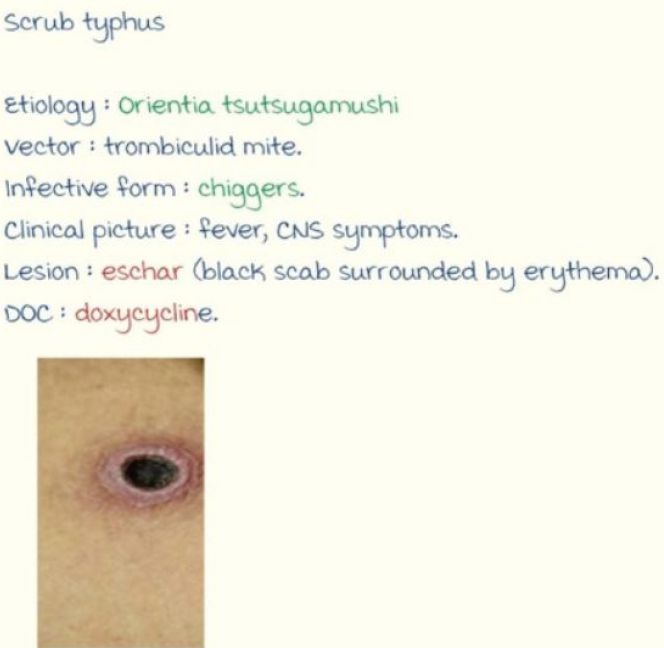 Scrub typhus
Etiology : Orientia tsutsugamushi
Vector : trombiculid mite.
Infective form : chiggers.
Clinical picture : fever, CNS symptoms.
Lesion : eschar (black scab surrounded by erythema).
DOC : doxycycline.